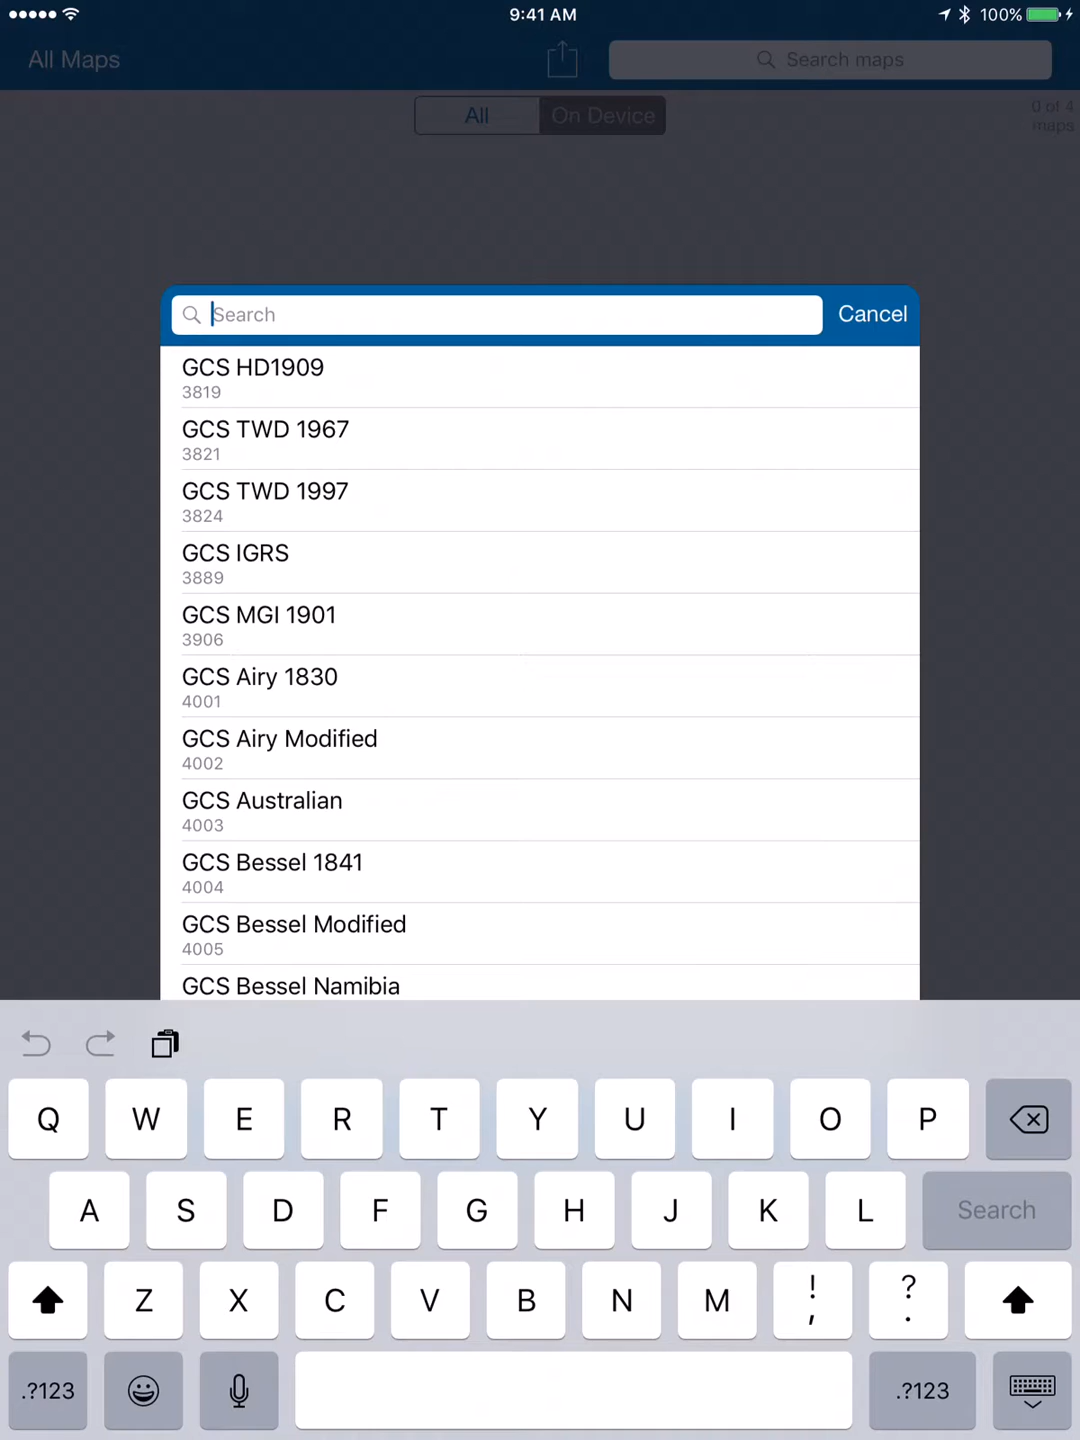 9:41 AM
100%
All Maps
Search maps
All
On Device
0 of 4
maps
Search
Cancel
GCS HD1909
3819
GCS TWD 1967
3821
GCS TWD 1997
3824
GCS IGRS
3889
GCS MGI 1901
3906
GCS Airy 1830
4001
GCS Airy Modified
4002
GCS Australian
4003
GCS Bessel 1841
4004
GCS Bessel Modified
4005
GCS Bessel Namibia
Q W E R T Y U I O P
A S D F G H J K L Search
Z X C V B N M ! , ? .
.?123 .?123